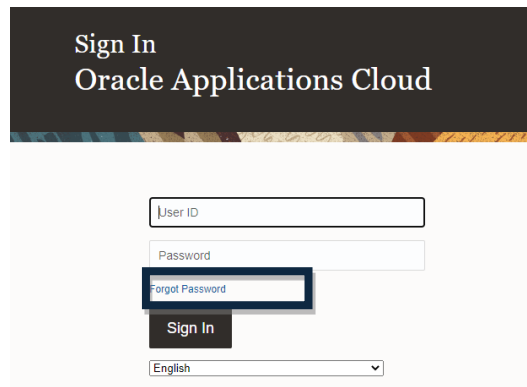 Sign In
Oracle Applications Cloud
User ID
Password
Forgot Password
Sign In
English